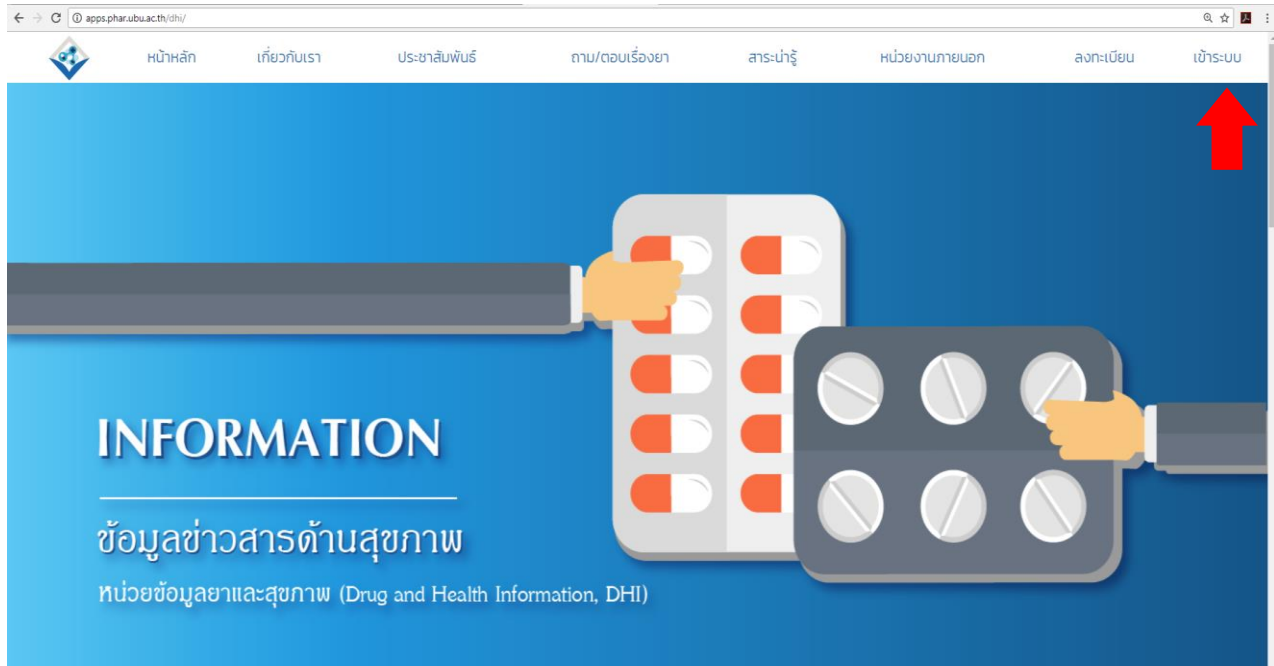 apps.phar.ubu.ac.th/dhi/
หน้าหลัก เกี่ยวกับเรา ประชาสัมพันธ์ ถาม/ตอบเรื่องยา สาระน่ารู้ หน่วยงานภายนอก ลงทะเบียน เข้าระบบ
INFORMATION
ข้อมูลข่าวสารด้านสุขภาพ
หน่วยข้อมูลยาและสุขภาพ (Drug and Health Information, DHI)